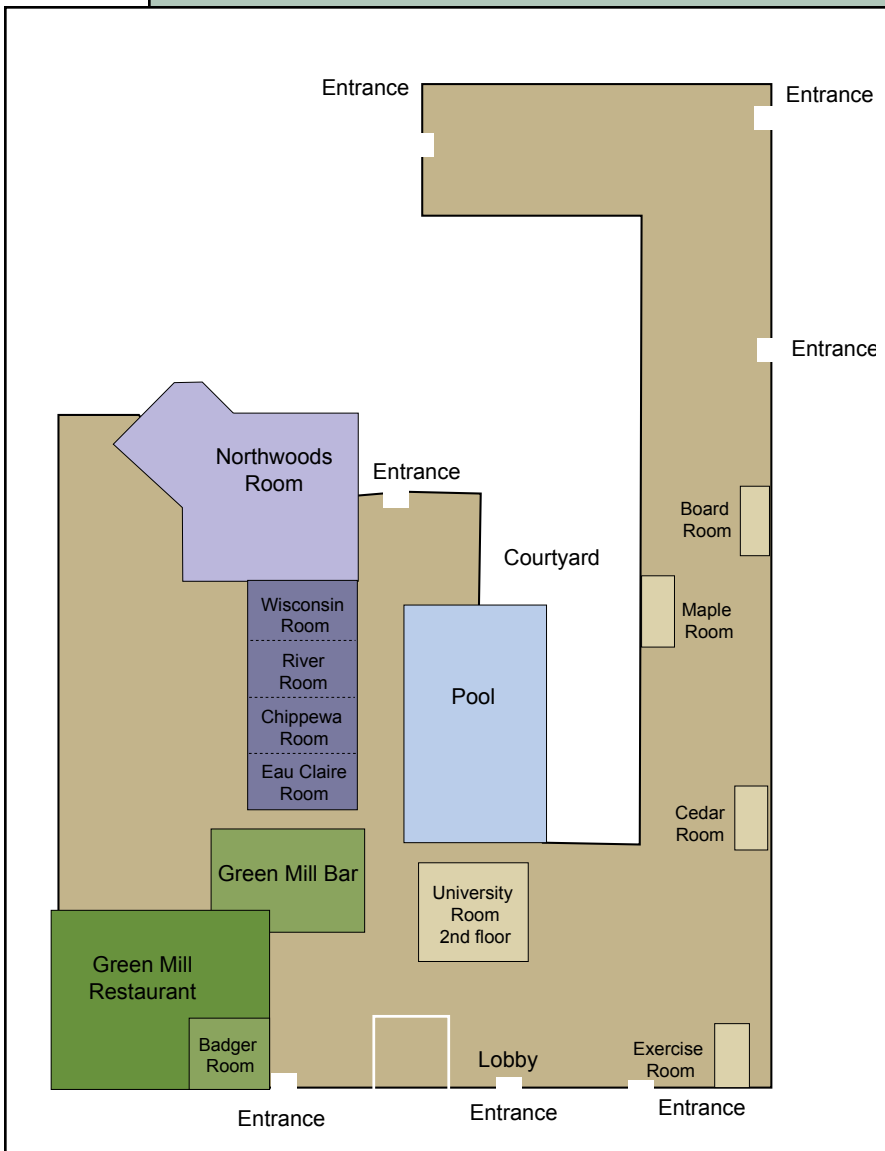 Entrance
Entrance
Entrance
Northwoods
Room
Entrance
Board
Room
Courtyard
Wisconsin
Room
Maple
Room
River
Room
Pool
Chippewa
Room
Eau Claire
Room
Cedar
Room
Green Mill Bar
University
Room
2nd floor
Green Mill
Restaurant
Badger
Room
Lobby
Exercise
Room
Entrance
Entrance
Entrance